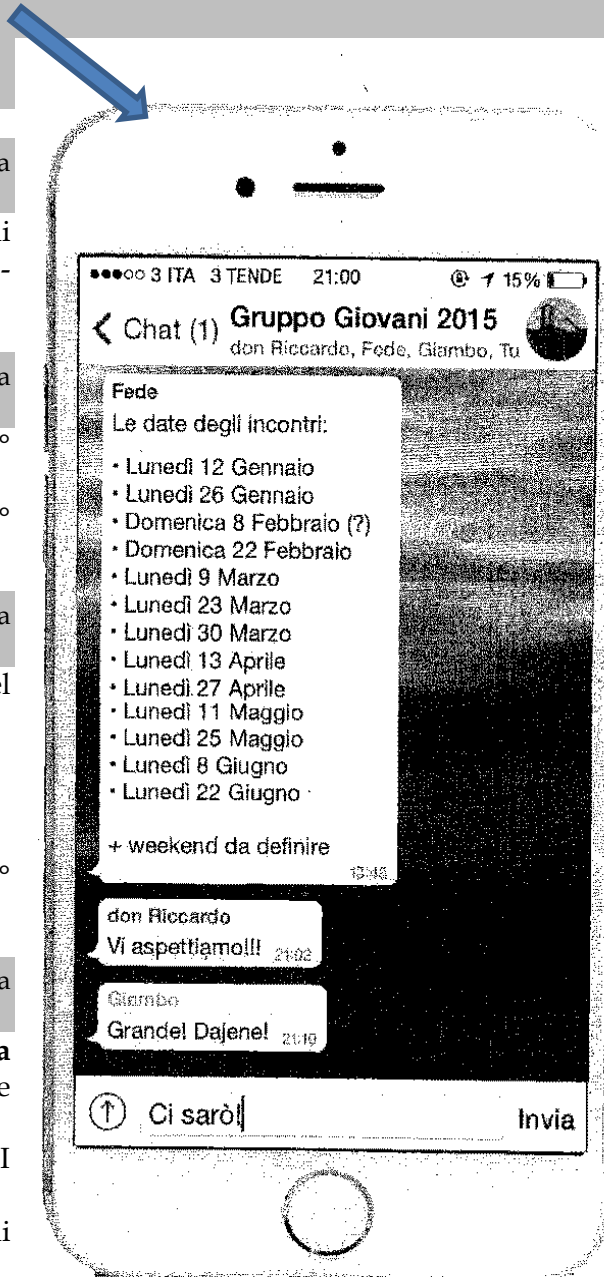 a
i
-
a
°
°
a
el
°
a
a
e
I
i
3 ITA 3 TENDE 21:00 15%
Chat (1) Gruppo Giovani 2015
don Riccardo, Fede, Giambo, Tu
Fede
Le date degli incontri:
· Lunedì 12 Gennaio
· Lunedì 26 Gennaio
· Domenica 8 Febbraio (?)
· Domenica 22 Febbraio
· Lunedì 9 Marzo
· Lunedì 23 Marzo
· Lunedì 30 Marzo
· Lunedì 13 Aprile
· Lunedì 27 Aprile
· Lunedì 11 Maggio
· Lunedì 25 Maggio
· Lunedì 8 Giugno
· Lunedì 22 Giugno
+ weekend da definire
don Riccardo
Vi aspettiamo!!! 21:02
Giambo
Grande! Dajene! 21:10
Ci sarò! Invia